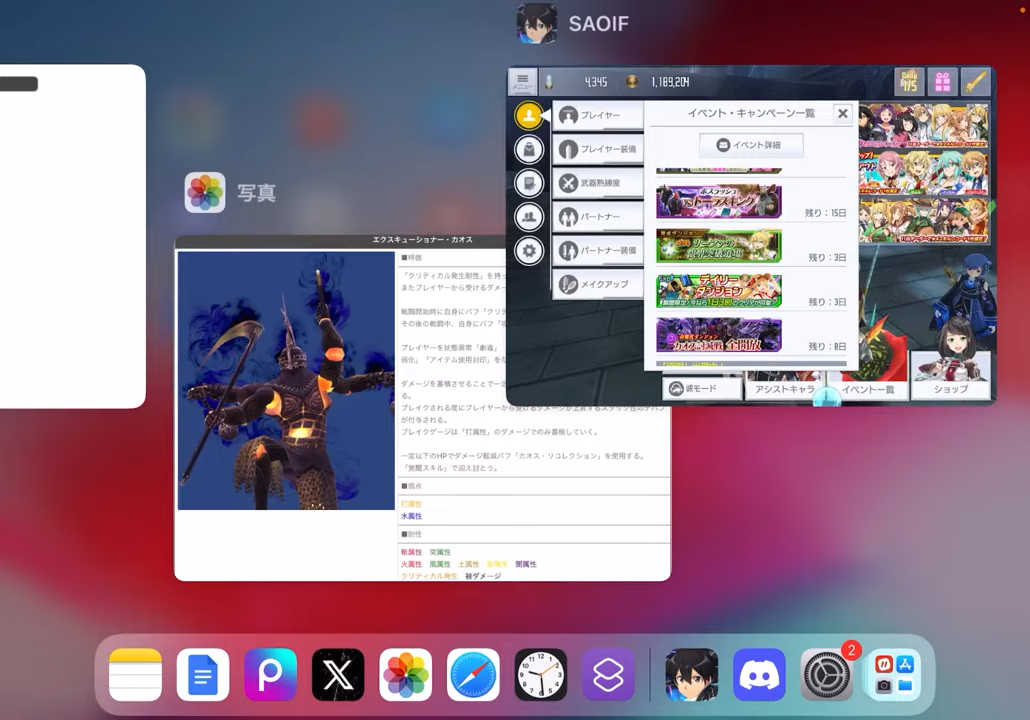 SAOIF
メニュー
4,345
1,189,204
Daily
1/5
プレイヤー
プレイヤー装備
武器熟練度
パートナー
パートナー装備
メイクアップ
イベント・キャンペーン一覧
イベント詳細
残り：15日
残り：3日
デイリー
ダンジョン
残り：3日
全開放
残り：8日
アシストキャラ
イベント一覧
ショップ
写真
エクスキューショナー・カオス
■特徴
「クリティカル発生耐性」を持っ
またプレイヤーから受けるダメー
戦闘開始時に自身にバフ「クリテ
その後の戦闘中、自身にバフ「
プレイヤーを状態異常「劇毒」
弱化」「アイテム使用封印」を
ダメージを蓄積させることで一定
る。
ブレイクされる度にプレイヤーから受けるダメージが上昇するスタック性のデバフ
が付与される。
ブレイクゲージは「打属性」のダメージでのみ蓄積していく。
一定以下のHPでダメージ軽減バフ「カオス・リコレクション」を使用する。
「覚醒スキル」で迎え討とう。
■弱点
打属性
水属性
■耐性
斬属性 突属性
火属性 風属性 土属性 聖属性 闇属性
クリティカル発生 被ダメージ
2